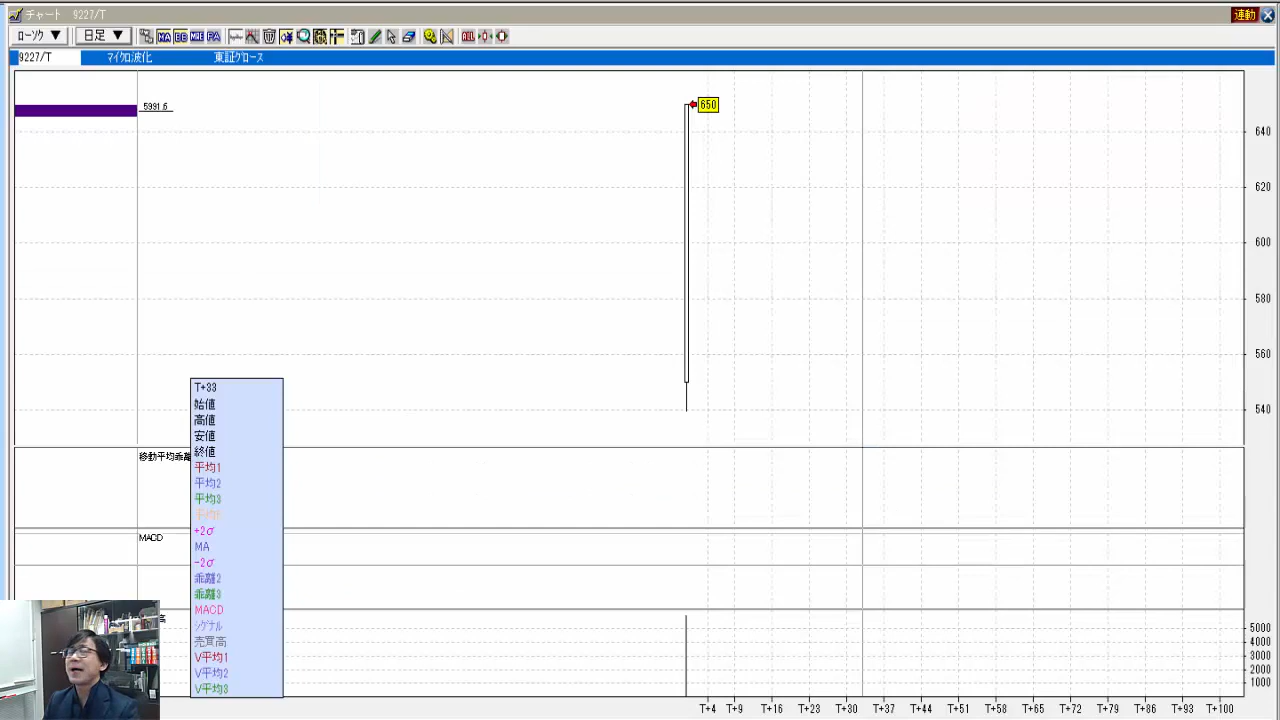 チャート 9227/T
連動
ローソク ▼ 日足 ▼ MA BB
ALL
9227/T マイクロ波化 東証グロース
5991.6
650
640
620
600
580
560
540
移動平均乖離
MACD
高
T+33
始値
高値
安値
終値
平均1
平均2
平均3
+2σ
MA
-2σ
乖離2
乖離3
MACD
シグナル
売買高
V平均1
V平均2
V平均3
5000
4000
3000
2000
1000
T+4 T+9 T+16 T+23 T+30 T+37 T+44 T+51 T+58 T+65 T+72 T+79 T+86 T+93 T+100